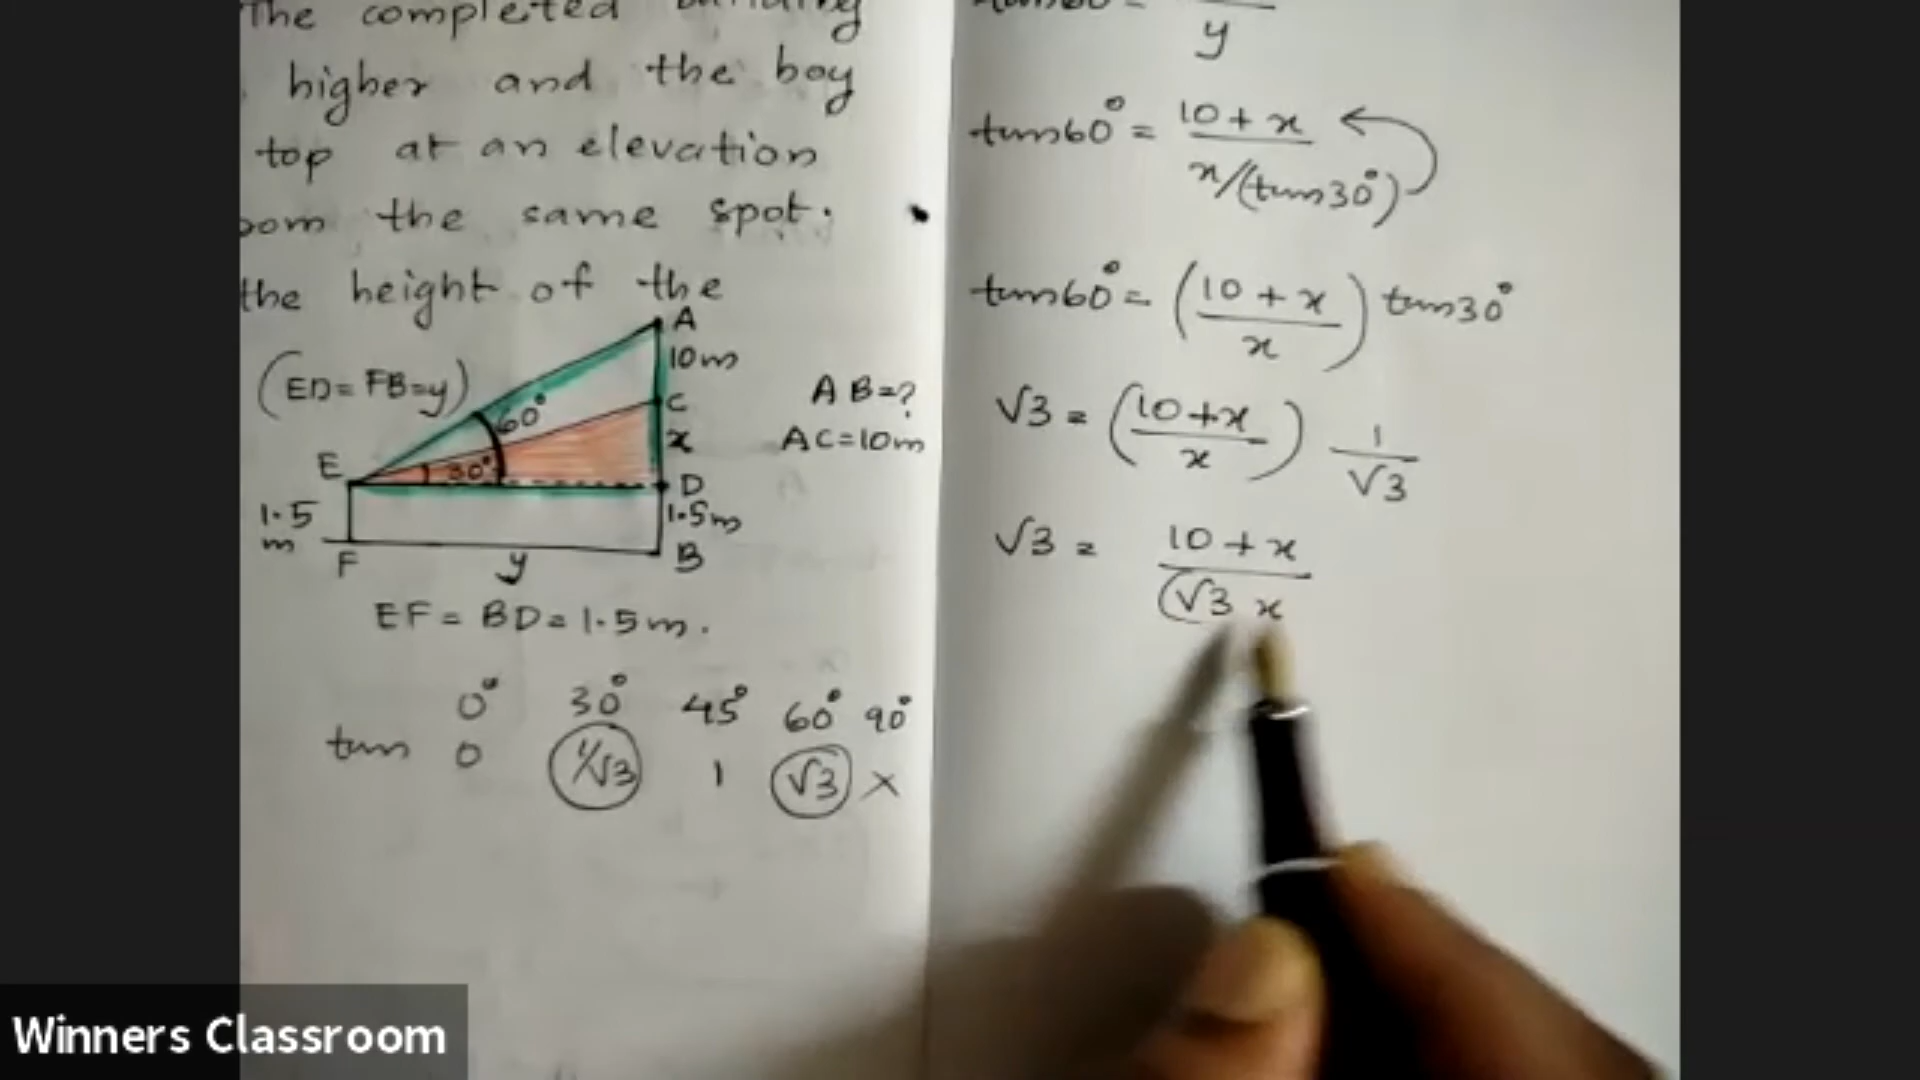 The completed building
higher and the boy
top at an elevation
the same spot.
the height of the
(ED = FB = y)
A
10m
C
x
D
1.5m
B
60°
30°
E
1.5
m
F
y
AB = ?
AC = 10m
EF = BD = 1.5m.
0° 30° 45° 60° 90°
tan 0 1/√3 1 √3 ×
y
tan60° = 10 + x
x/(tan30°)
tan60° = (10 + x / x) tan30°
√3 = (10 + x / x) 1/√3
√3 = 10 + x
√3 x
Winners Classroom